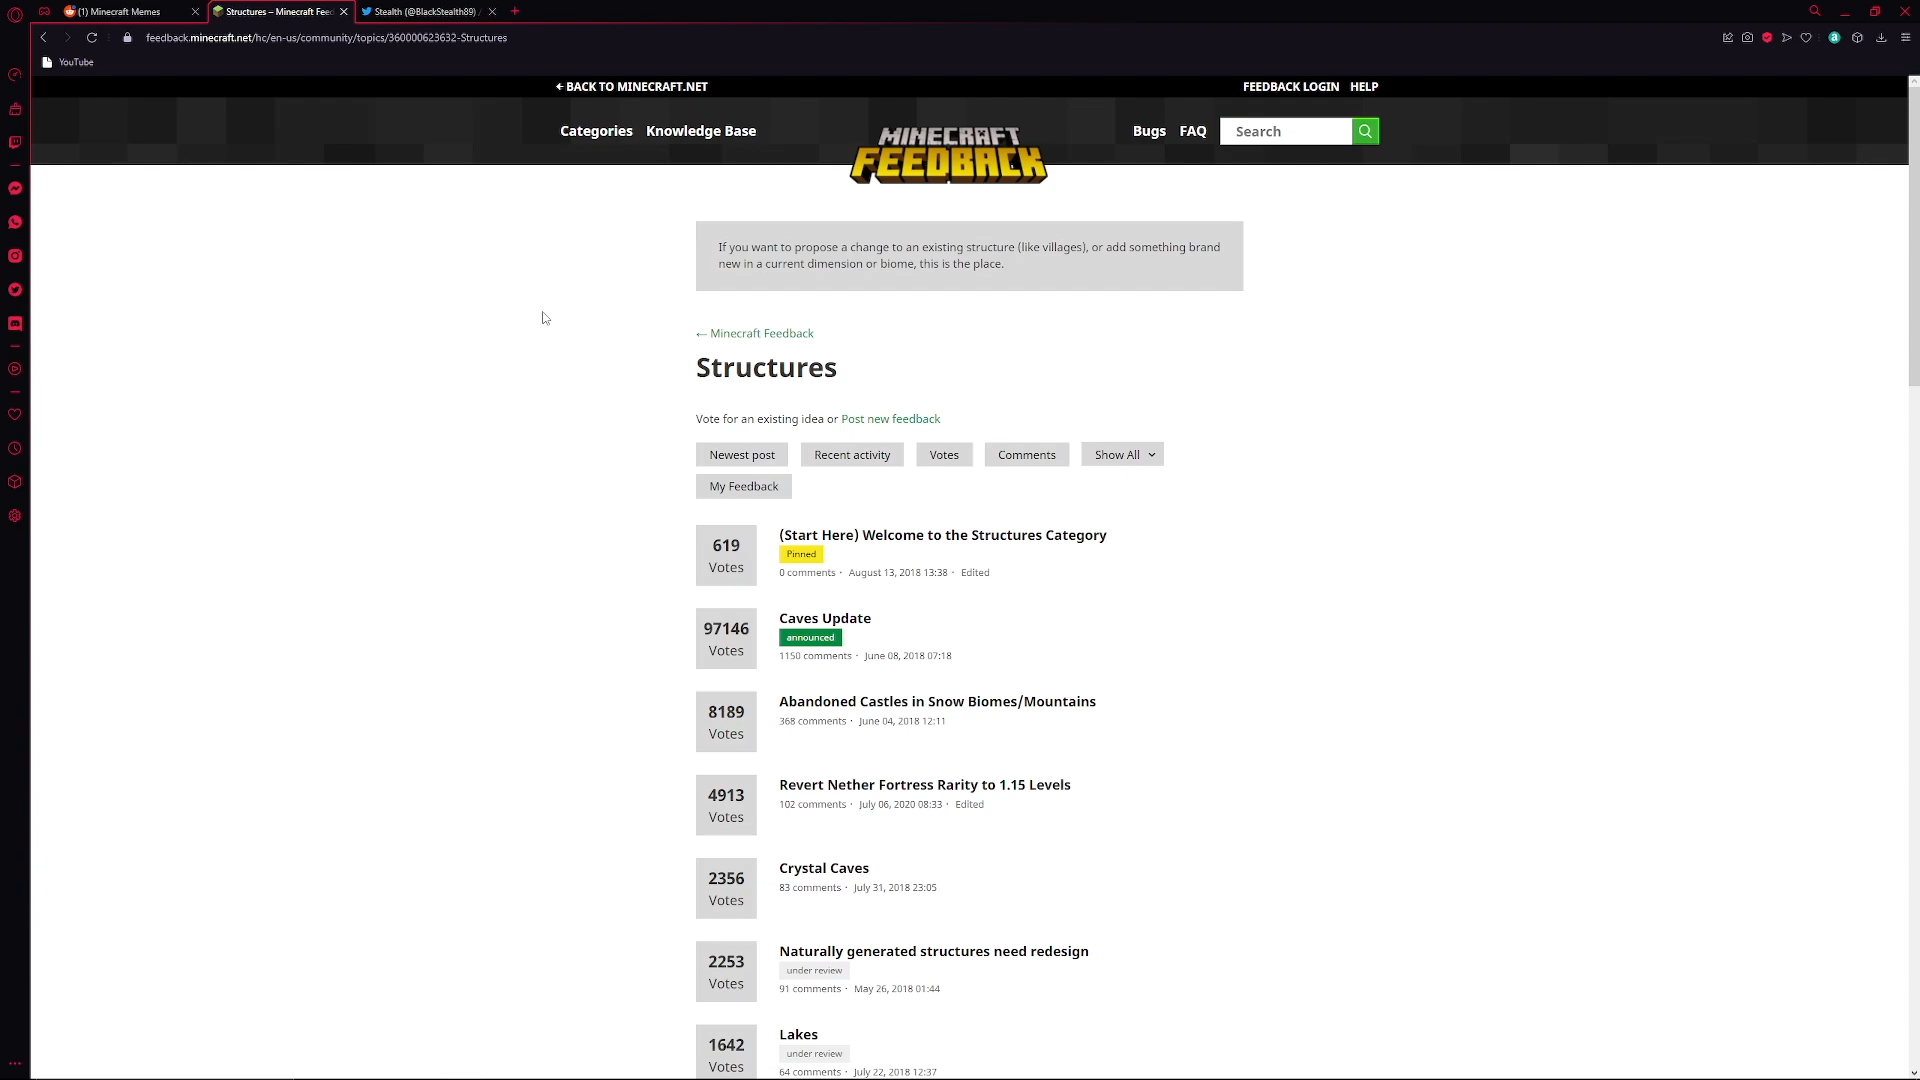 (1) Minecraft Memes
Structures – Minecraft Feed
Stealth (@BlackStealth89) /
feedback.minecraft.net/hc/en-us/community/topics/360000623632-Structures
YouTube
← BACK TO MINECRAFT.NET
FEEDBACK LOGIN HELP
Categories Knowledge Base
MINECRAFT
FEEDBACK
Bugs FAQ Search
If you want to propose a change to an existing structure (like villages), or add something brand
new in a current dimension or biome, this is the place.
← Minecraft Feedback
Structures
Vote for an existing idea or Post new feedback
Newest post Recent activity Votes Comments Show All
My Feedback
619
Votes
(Start Here) Welcome to the Structures Category
Pinned
0 comments · August 13, 2018 13:38 · Edited
97146
Votes
Caves Update
announced
1150 comments · June 08, 2018 07:18
8189
Votes
Abandoned Castles in Snow Biomes/Mountains
368 comments · June 04, 2018 12:11
4913
Votes
Revert Nether Fortress Rarity to 1.15 Levels
102 comments · July 06, 2020 08:33 · Edited
2356
Votes
Crystal Caves
83 comments · July 31, 2018 23:05
2253
Votes
Naturally generated structures need redesign
under review
91 comments · May 26, 2018 01:44
1642
Votes
Lakes
under review
64 comments · July 22, 2018 12:37